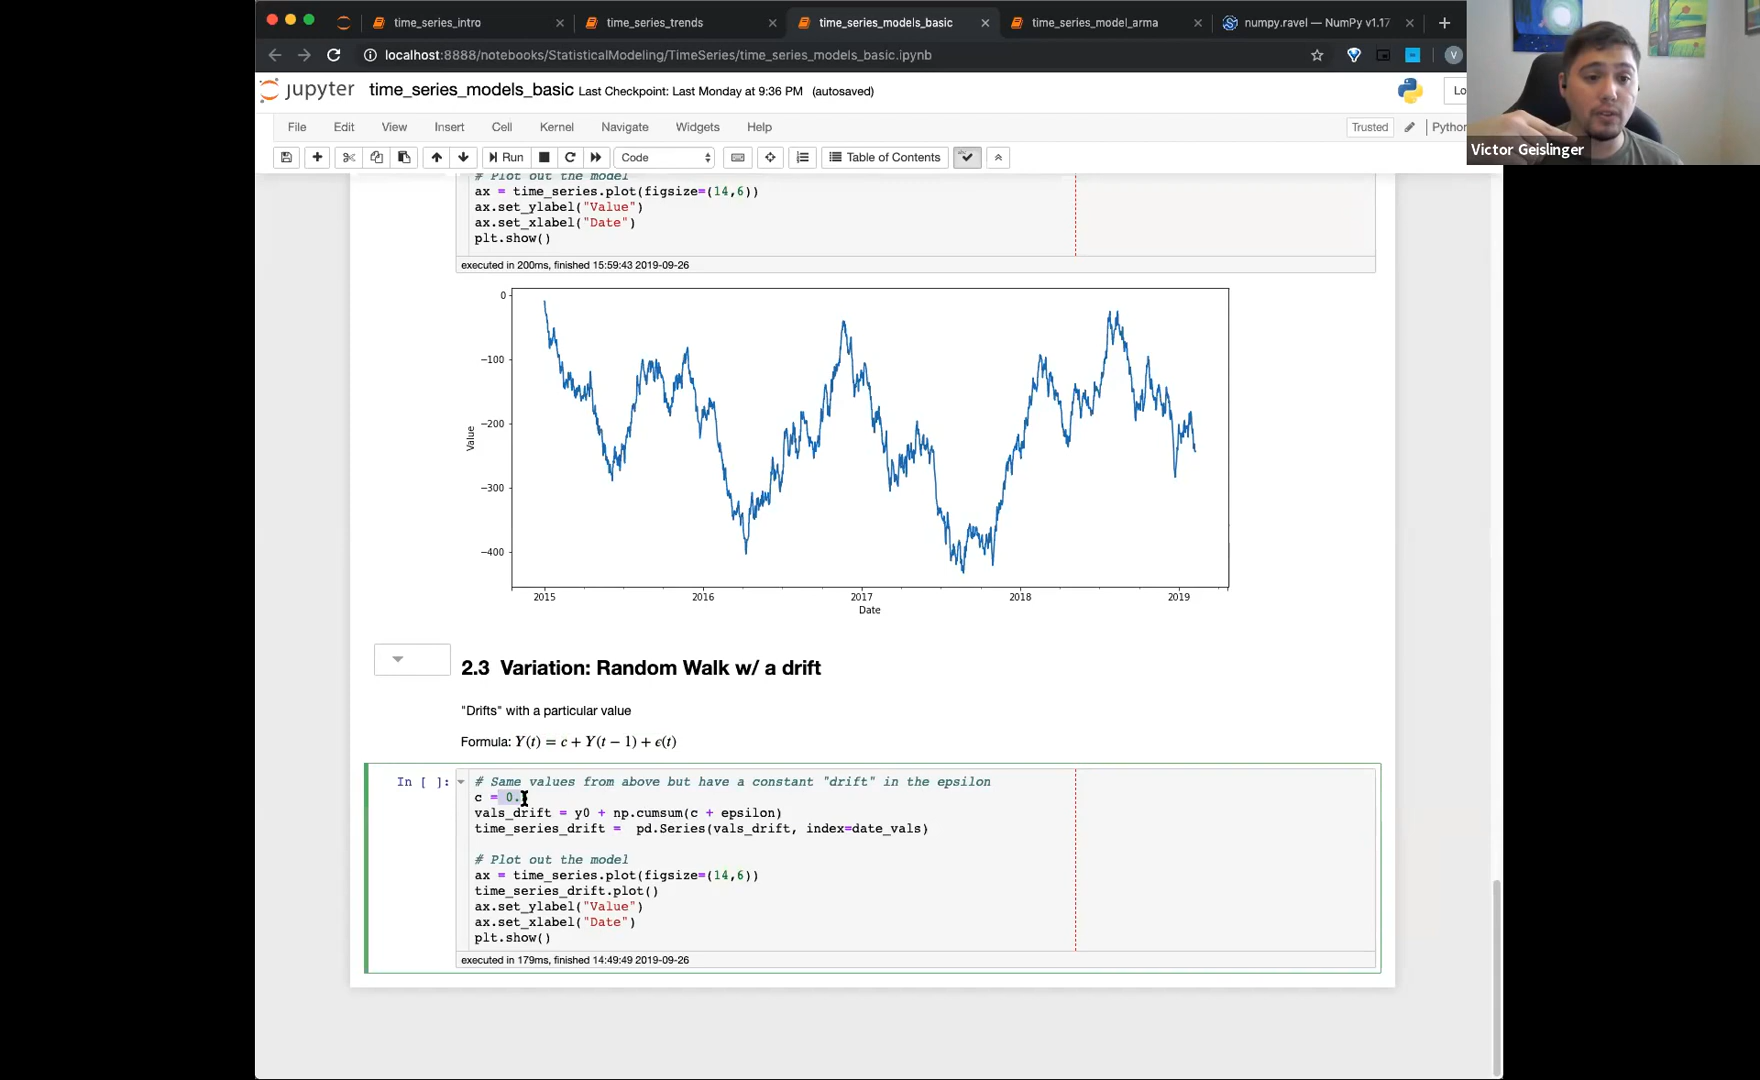 time_series_intro
time_series_trends
time_series_models_basic
time_series_model_arma
numpy.ravel — NumPy v1.17
localhost:8888/notebooks/StatisticalModeling/TimeSeries/time_series_models_basic.ipynb
V
jupyter time_series_models_basic Last Checkpoint: Last Monday at 9:36 PM (autosaved)
Lo
Victor Geislinger
File Edit View Insert Cell Kernel Navigate Widgets Help
Trusted
Python
Run
Code
Table of Contents
# Plot out the model
ax = time_series.plot(figsize=(14,6))
ax.set_ylabel("Value")
ax.set_xlabel("Date")
plt.show()
executed in 200ms, finished 15:59:43 2019-09-26
0
−100
−200
−300
−400
Value
2015 2016 2017 2018 2019
Date
2.3 Variation: Random Walk w/ a drift
"Drifts" with a particular value
Formula: Y(t) = c + Y(t − 1) + ϵ(t)
In [ ]:
# Same values from above but have a constant "drift" in the epsilon
c = 0.
vals_drift = y0 + np.cumsum(c + epsilon)
time_series_drift =  pd.Series(vals_drift, index=date_vals)
# Plot out the model
ax = time_series.plot(figsize=(14,6))
time_series_drift.plot()
ax.set_ylabel("Value")
ax.set_xlabel("Date")
plt.show()
executed in 179ms, finished 14:49:49 2019-09-26